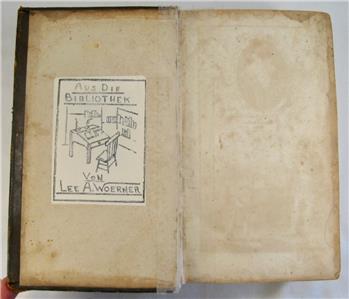 AUS DIE
BIBLIOTHEK
VON
LEE A. WOERNER